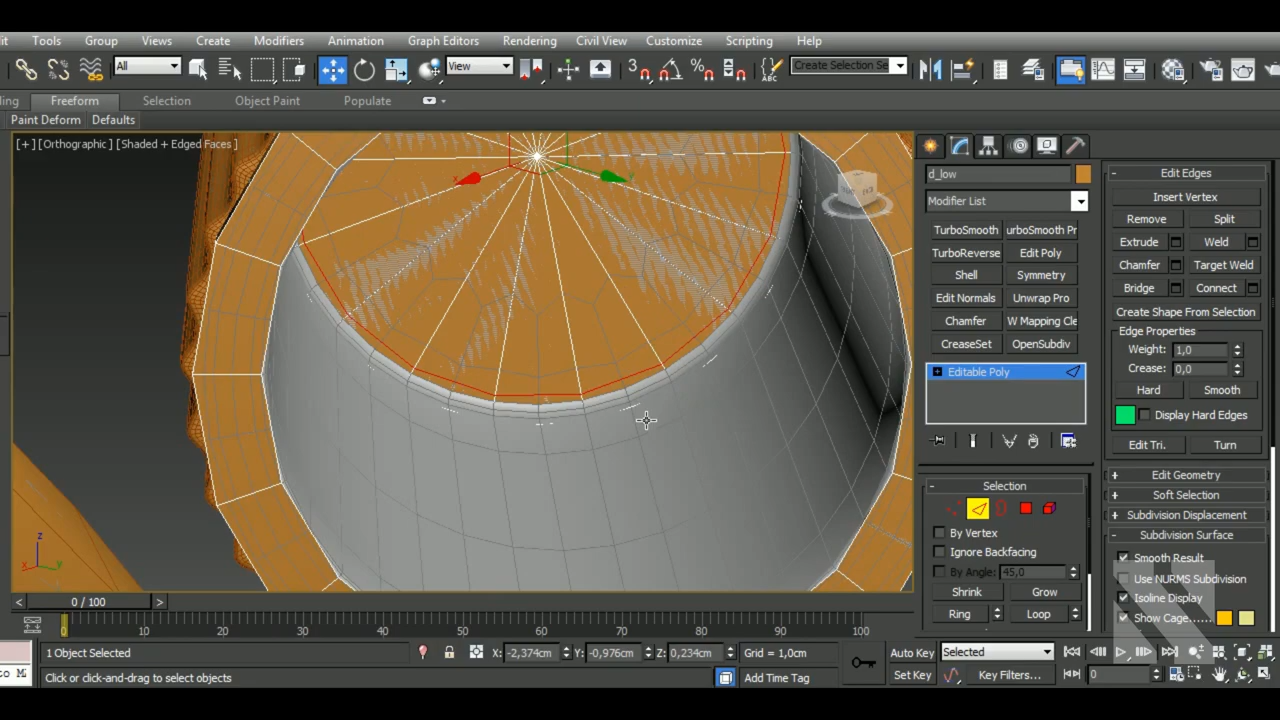 it Tools Group Views Create Modifiers Animation Graph Editors Rendering Civil View Customize Scripting Help
All View Create Selection Se
3 % ABC
ling Freeform Selection Object Paint Populate
Paint Deform Defaults
[+] [Orthographic] [Shaded + Edged Faces]
x y
d_low
Modifier List
TurboSmooth urboSmooth Pr
TurboReverse Edit Poly
Shell Symmetry
Edit Normals Unwrap Pro
Chamfer W Mapping Cle
CreaseSet OpenSubdiv
Editable Poly
- Selection
By Vertex
Ignore Backfacing
By Angle: 45,0
Shrink Grow
Ring Loop
- Edit Edges
Insert Vertex
Remove Split
Extrude Weld
Chamfer Target Weld
Bridge Connect
Create Shape From Selection
Edge Properties
Weight: 1,0
Crease: 0,0
Hard Smooth
Display Hard Edges
Edit Tri. Turn
+ Edit Geometry
+ Soft Selection
+ Subdivision Displacement
- Subdivision Surface
Smooth Result
Use NURMS Subdivision
Isoline Display
Show Cage......
z
x y
< 0 / 100 >
0 10 20 30 40 50 60 70 80 90 100
1 Object Selected X: -2,374cm Y: -0,976cm Z: 0,234cm Grid = 1,0cm Auto Key Selected
to Mi Click or click-and-drag to select objects Add Time Tag Set Key Key Filters... 0